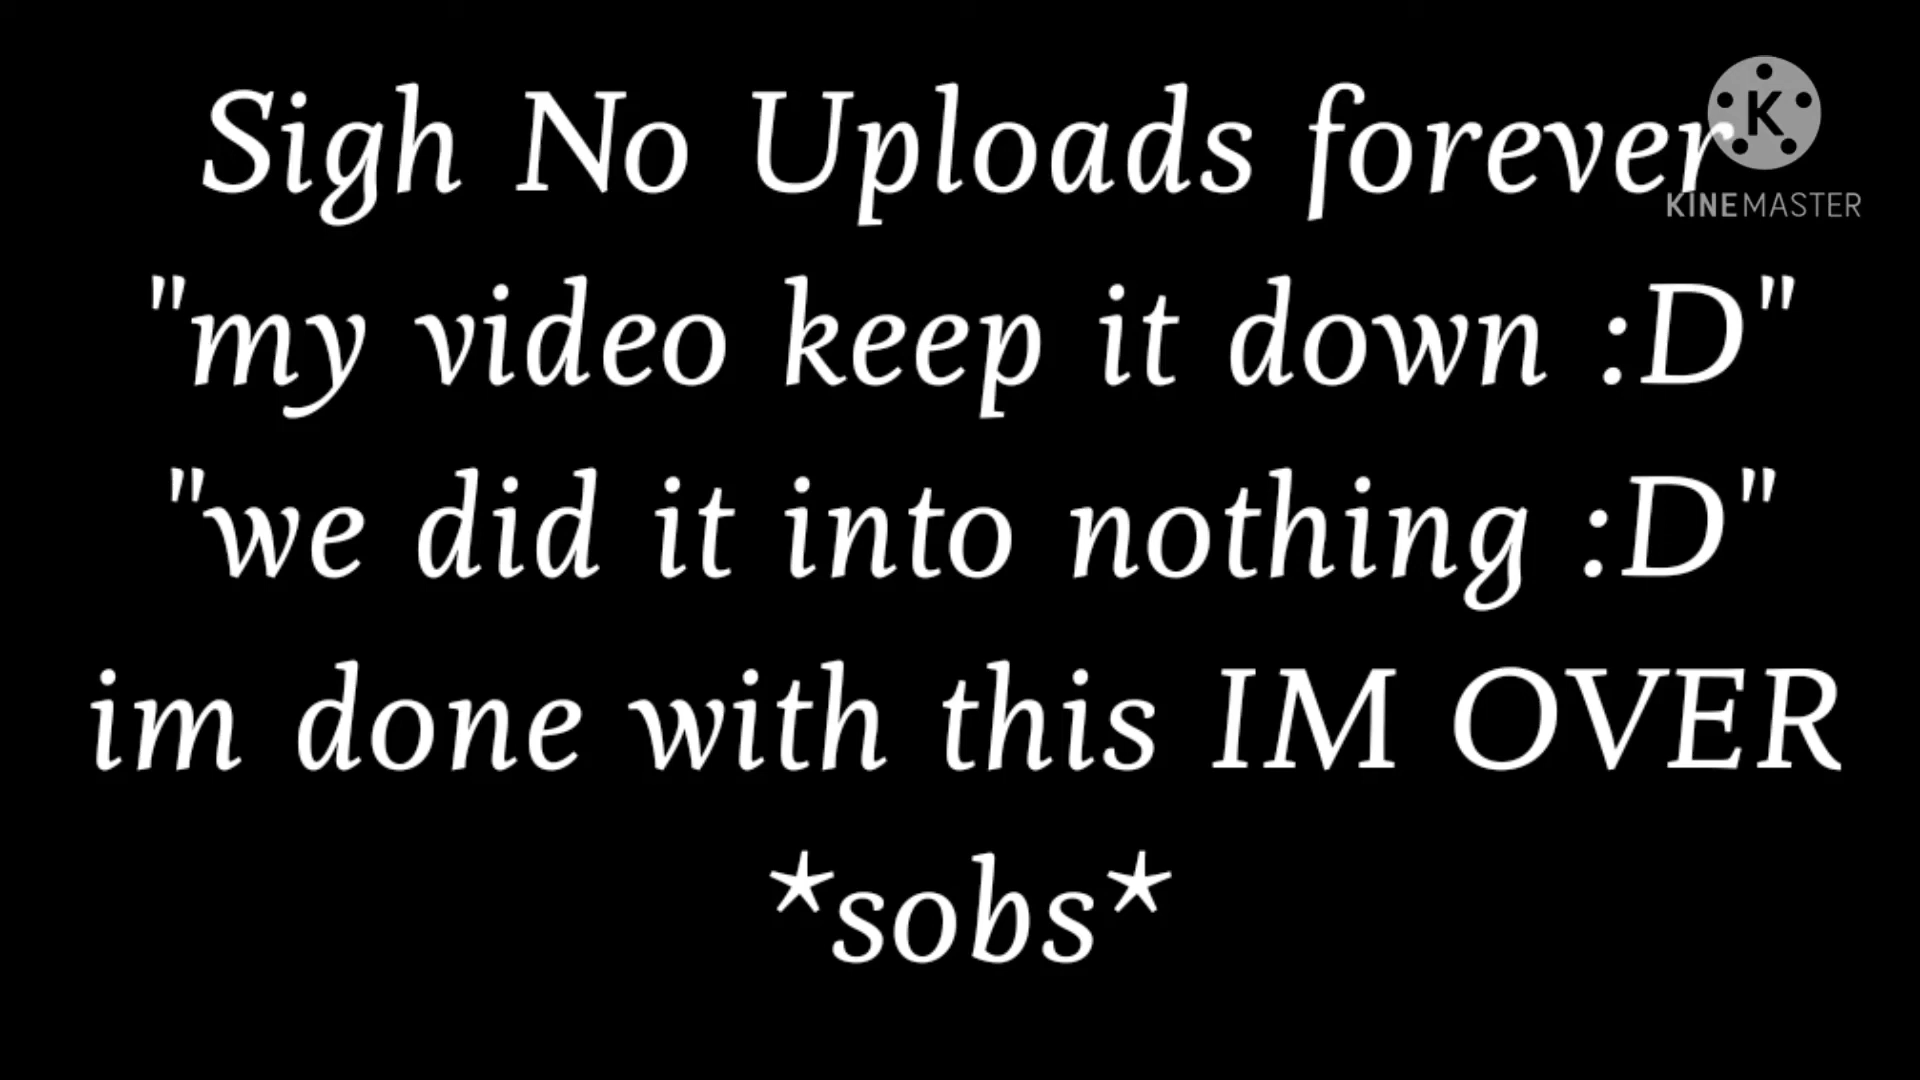 Sigh No Uploads forever
K
KINEMASTER
"my video keep it down :D"
"we did it into nothing :D"
im done with this IM OVER
*sobs*